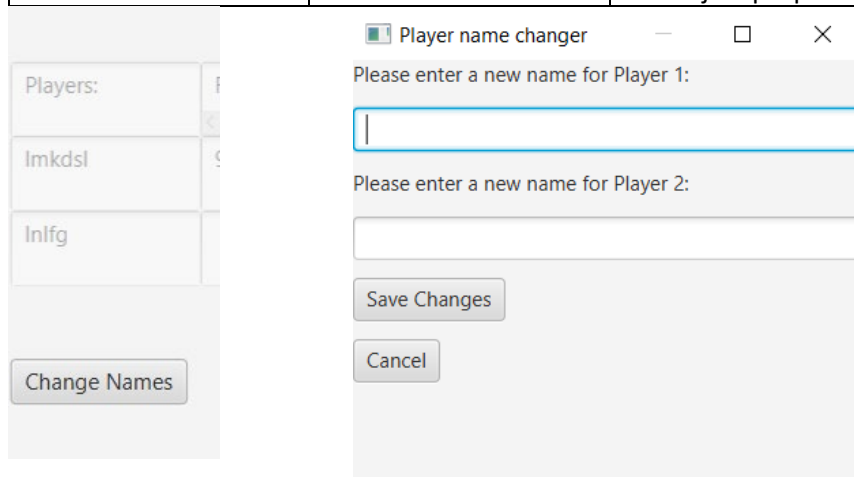 Players:
lmkdsl
lnlfg
Change Names
Player name changer
Please enter a new name for Player 1:
Please enter a new name for Player 2:
Save Changes
Cancel